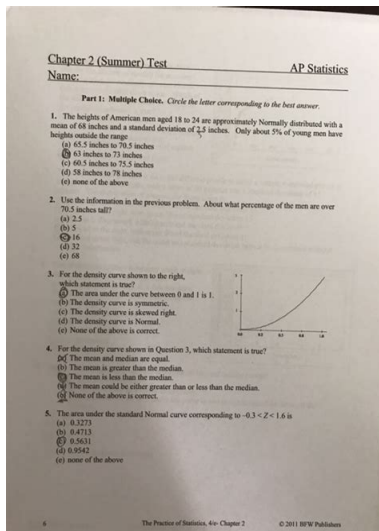 Chapter 2 (Summer) Test
AP Statistics
Name:
Part 1: Multiple Choice. Circle the letter corresponding to the best answer.
1. The heights of American men aged 18 to 24 are approximately Normally distributed with a
mean of 68 inches and a standard deviation of 2.5 inches. Only about 5% of young men have
heights outside the range
(a) 65.5 inches to 70.5 inches
(b) 63 inches to 73 inches
(c) 60.5 inches to 75.5 inches
(d) 58 inches to 78 inches
(e) none of the above
2. Use the information in the previous problem. About what percentage of the men are over
70.5 inches tall?
(a) 2.5
(b) 5
(c) 16
(d) 32
(e) 68
3. For the density curve shown to the right,
which statement is true?
(a) The area under the curve between 0 and 1 is 1.
(b) The density curve is symmetric.
(c) The density curve is skewed right.
(d) The density curve is Normal.
(e) None of the above is correct.
4. For the density curve shown in Question 3, which statement is true?
The mean and median are equal.
(b) The mean is greater than the median.
The mean is less than the median.
The mean could be either greater than or less than the median.
None of the above is correct.
5. The area under the standard Normal curve corresponding to -0.3 < Z < 1.6 is
(a) 0.3273
(b) 0.4713
(c) 0.5631
(d) 0.9542
(e) none of the above
6
The Practice of Statistics, 4/e- Chapter 2
© 2011 BFW Publishers